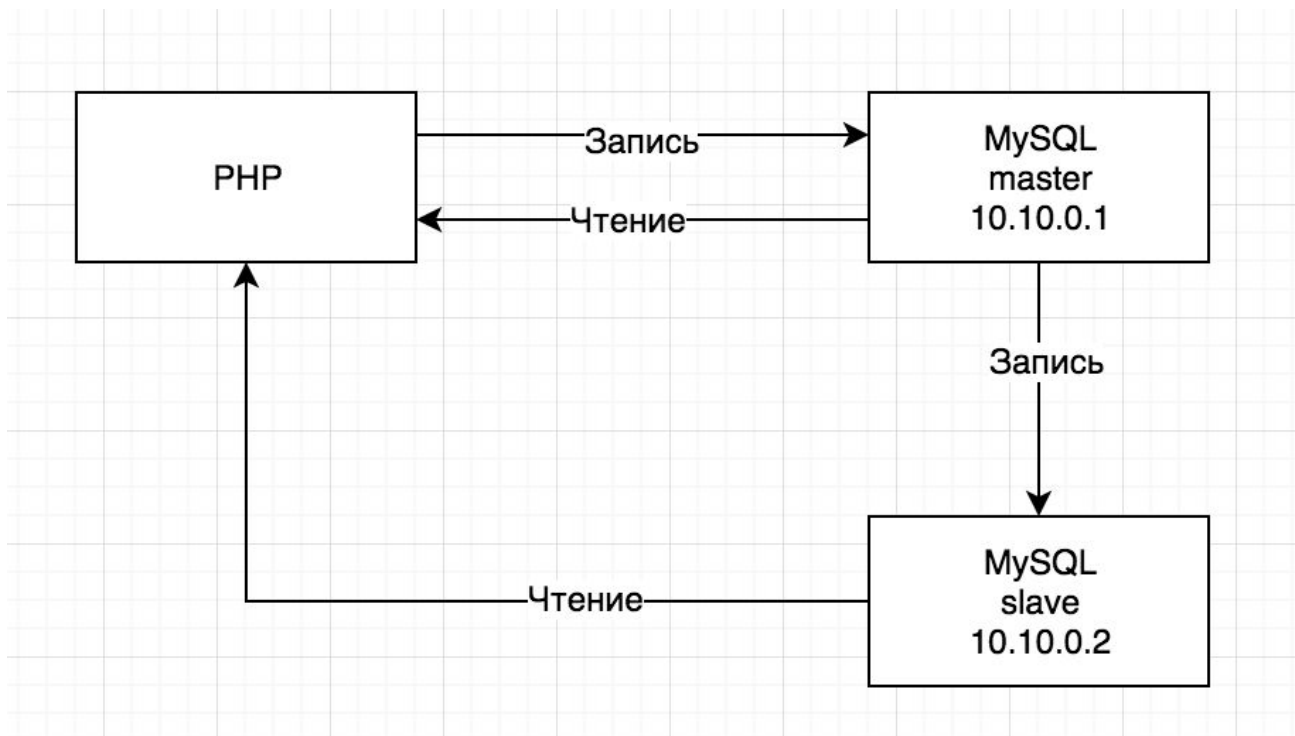 PHP
Запись
Чтение
MySQL
master
10.10.0.1
Запись
Чтение
MySQL
slave
10.10.0.2